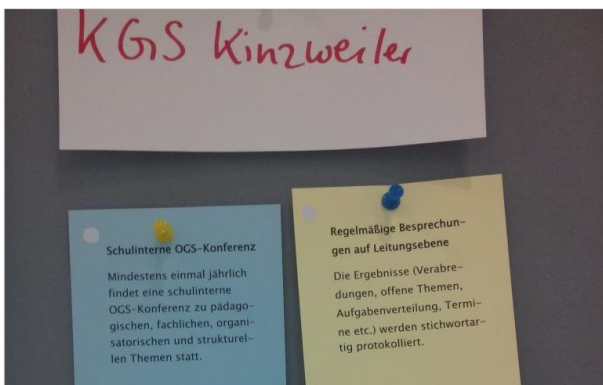 KGS Kinzweiler
Schulinterne OGS-Konferenz
Mindestens einmal jährlich
findet eine schulinterne
OGS-Konferenz zu pädago-
gischen, fachlichen, organi-
satorischen und strukturel-
len Themen statt.
Regelmäßige Besprechun-
gen auf Leitungsebene
Die Ergebnisse (Verabre-
dungen, offene Themen,
Aufgabenverteilung, Termi-
ne etc.) werden stichwortar-
tig protokolliert.